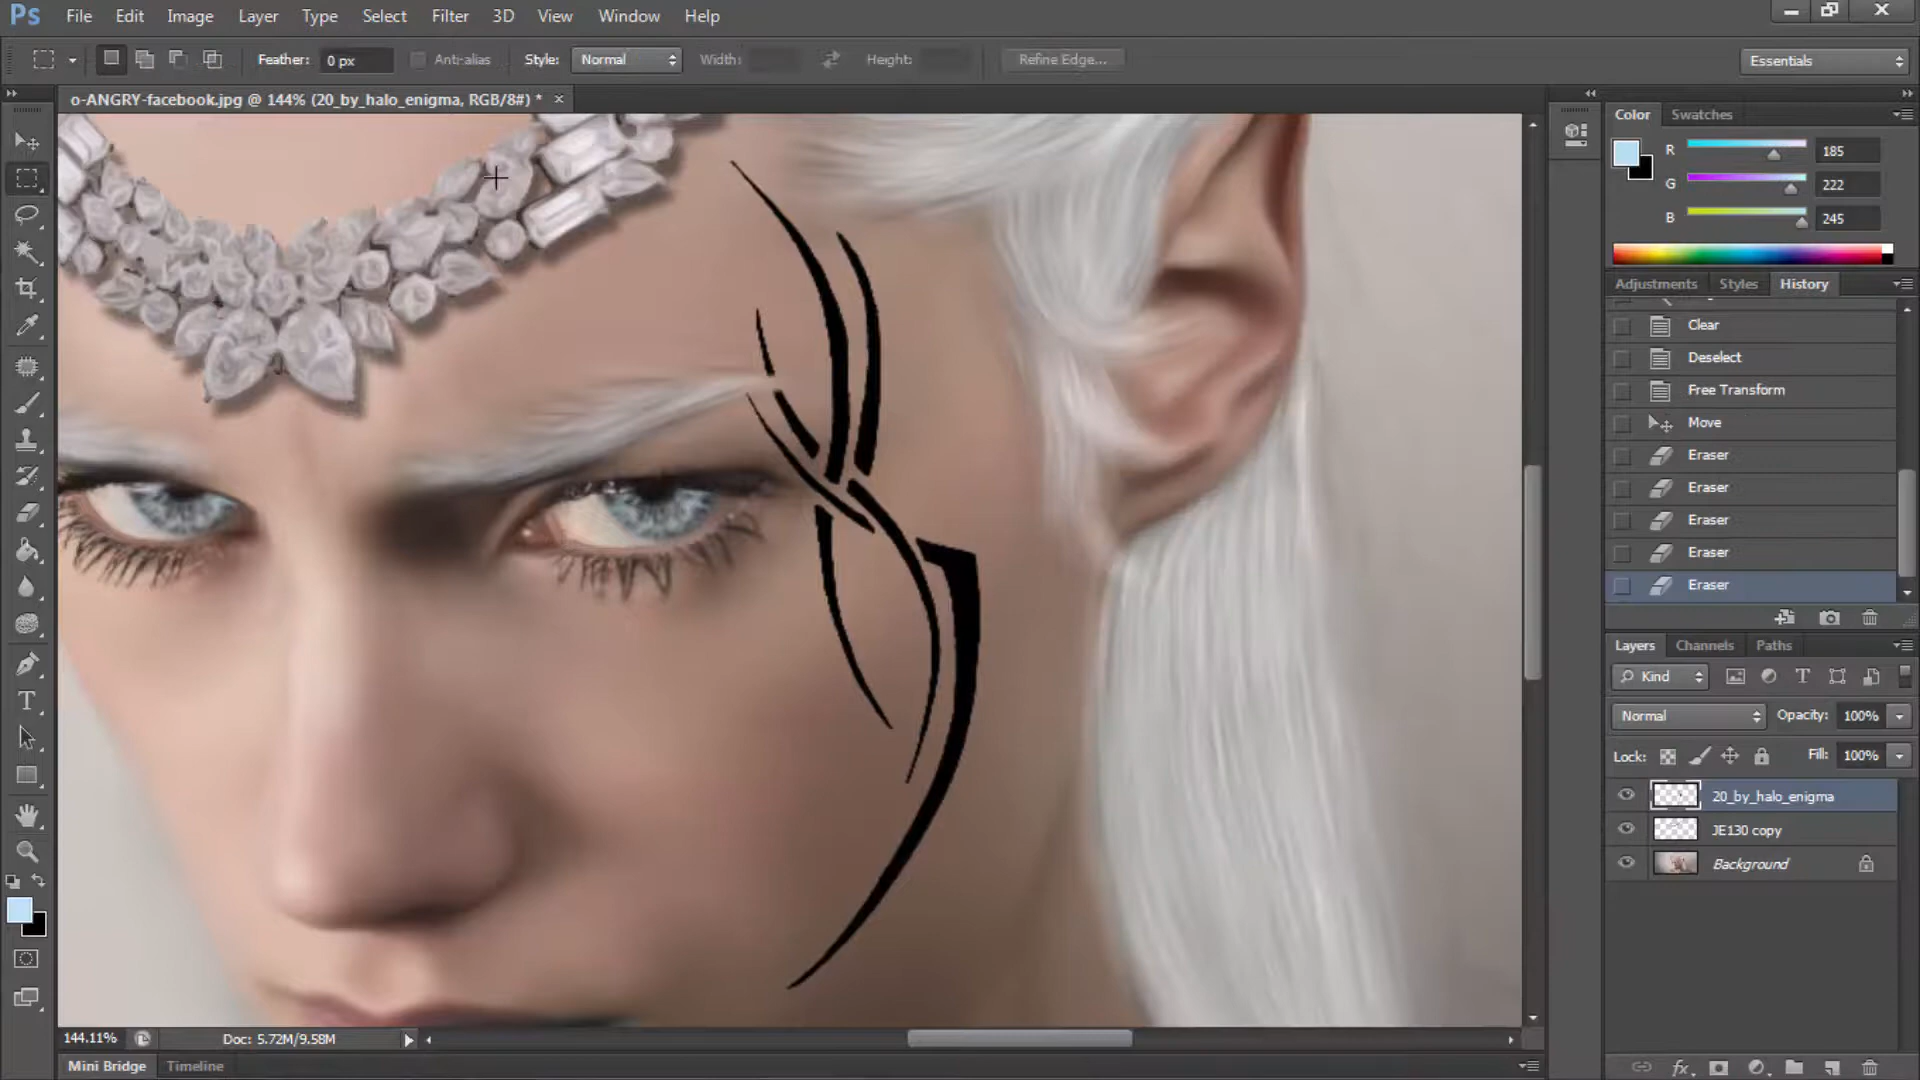 Ps File Edit Image Layer Type Select Filter 3D View Window Help
Feather: 0 px Anti-alias Style: Normal Width: Height: Refine Edge... Essentials
o-ANGRY-facebook.jpg @ 144% (20_by_halo_enigma, RGB/8#) * ×
Color Swatches
R 185
G 222
B 245
Adjustments Styles History
Clear
Deselect
Free Transform
Move
Eraser
Eraser
Eraser
Eraser
Eraser
Layers Channels Paths
Kind
Normal Opacity: 100%
Lock: Fill: 100%
20_by_halo_enigma
JE130 copy
Background
144.11% Doc: 5.72M/9.58M
Mini Bridge Timeline